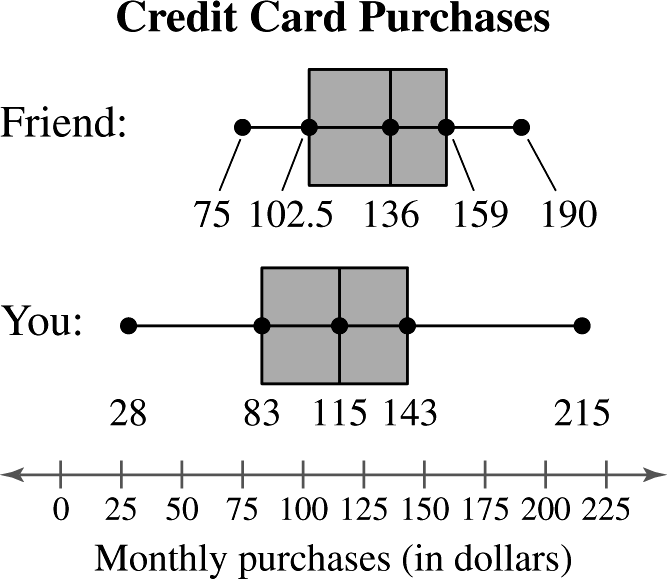 Credit Card Purchases
Friend:
75 102.5 136 159 190
You:
28 83 115 143 215
0 25 50 75 100 125 150 175 200 225
Monthly purchases (in dollars)